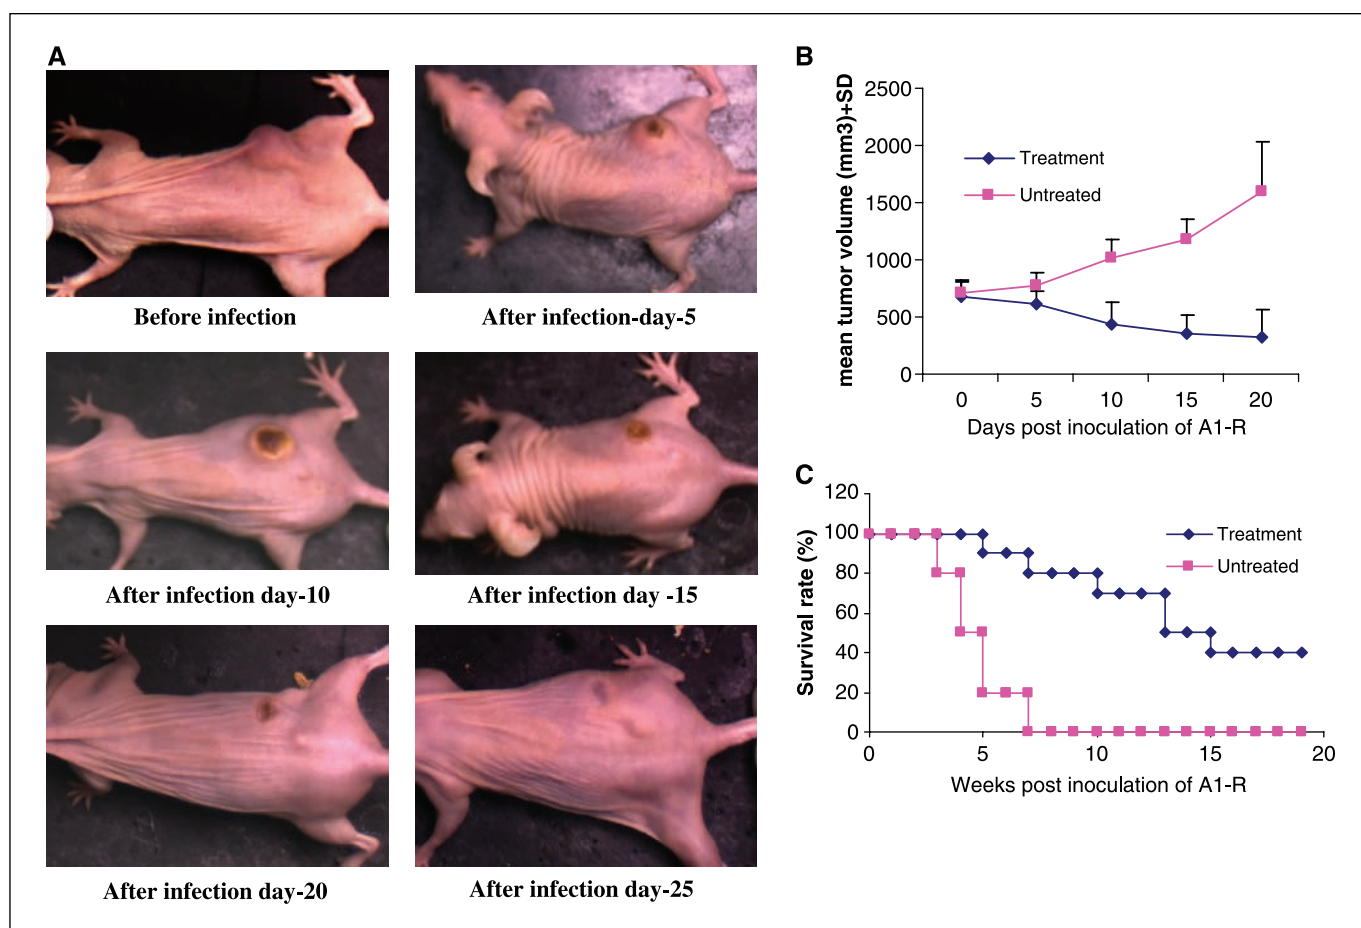 A
Before infection
After infection-day-5
After infection day-10
After infection day -15
After infection day-20
After infection day-25
B
mean tumor volume (mm3)+SD
2500
2000
1500
1000
500
0
Treatment
Untreated
0 5 10 15 20
Days post inoculation of A1-R
C
Survival rate (%)
120
100
80
60
40
20
0
Treatment
Untreated
0 5 10 15 20
Weeks post inoculation of A1-R